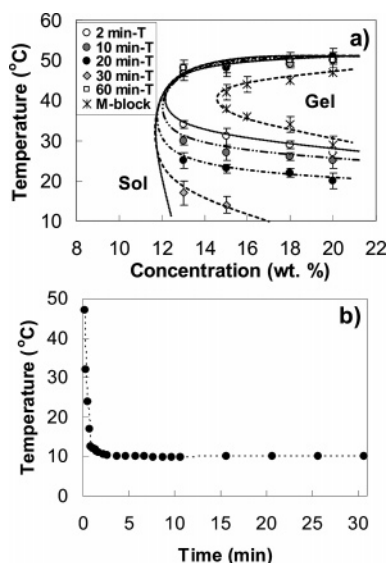 a)
2 min-T
10 min-T
20 min-T
30 min-T
60 min-T
M-block
Gel
Sol
Temperature (°C)
60
50
40
30
20
10
8 10 12 14 16 18 20 22
Concentration (wt. %)
b)
Temperature (°C)
50
40
30
20
10
0
0 5 10 15 20 25 30
Time (min)